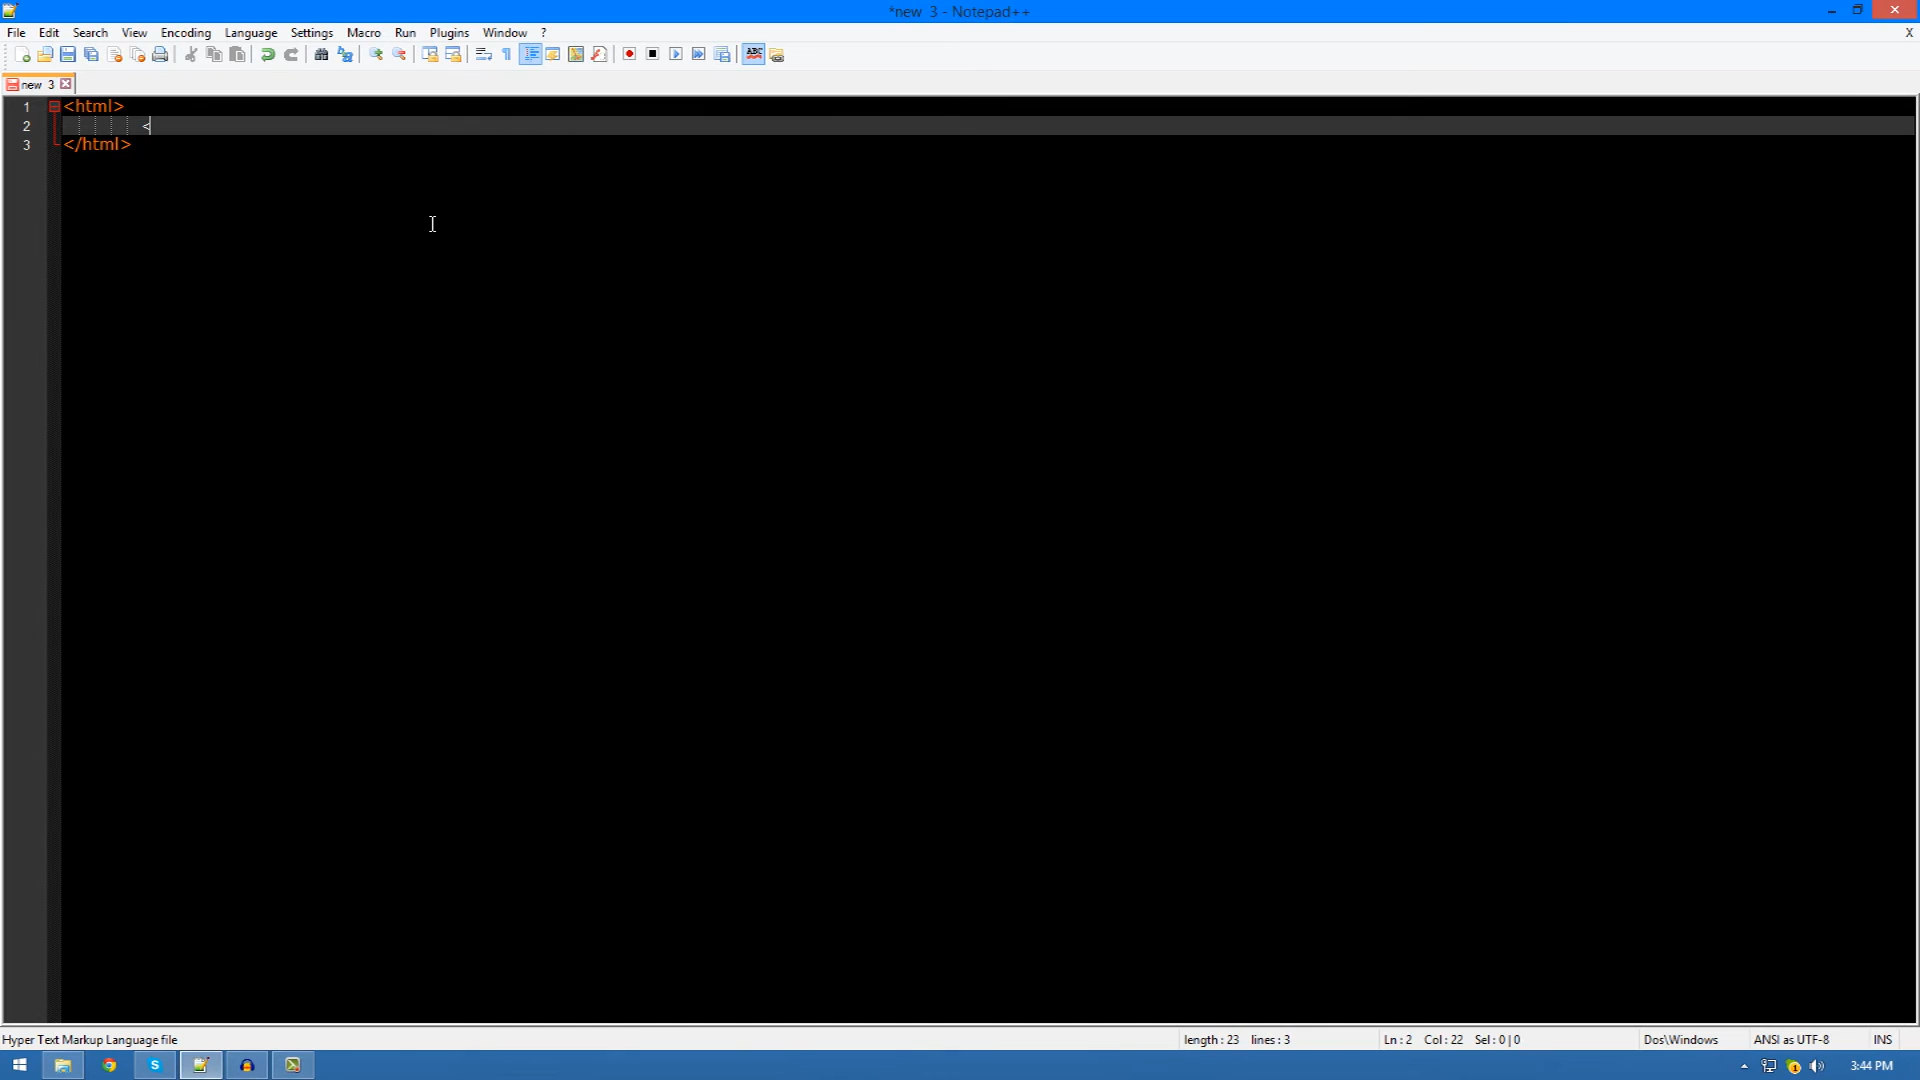 *new  3 - Notepad++
File Edit Search View Encoding Language Settings Macro Run Plugins Window ? X
ABC
new  3
1 <html>
2 <
3 </html>
Hyper Text Markup Language file length : 23 lines : 3 Ln : 2 Col : 22 Sel : 0 | 0 Dos\Windows ANSI as UTF-8 INS
3:44 PM